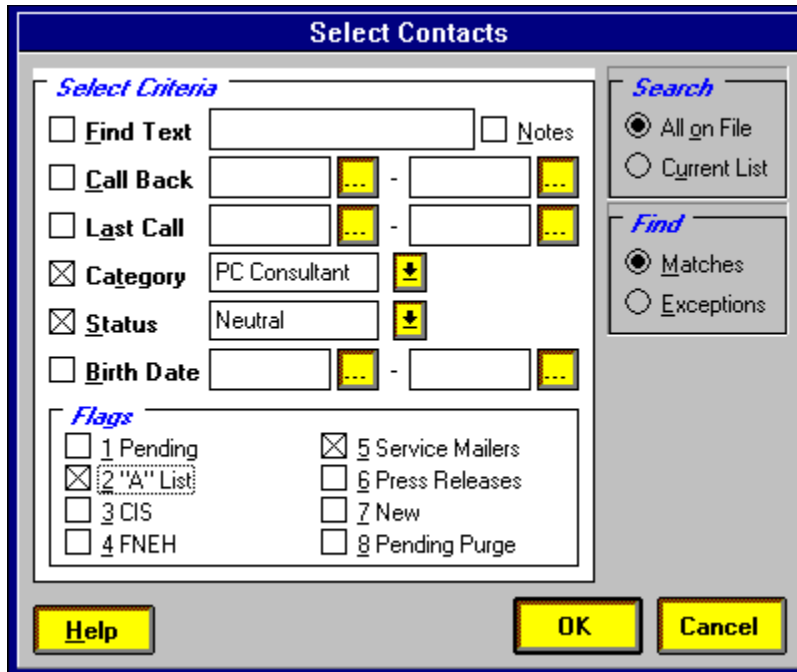 Select Contacts
Select Criteria
Find Text
Notes
Call Back ... - ...
Last Call ... - ...
Category PC Consultant
Status Neutral
Birth Date ... - ...
Flags
1 Pending
2 "A" List
3 CIS
4 FNEH
5 Service Mailers
6 Press Releases
7 New
8 Pending Purge
Search
All on File
Current List
Find
Matches
Exceptions
Help
OK
Cancel